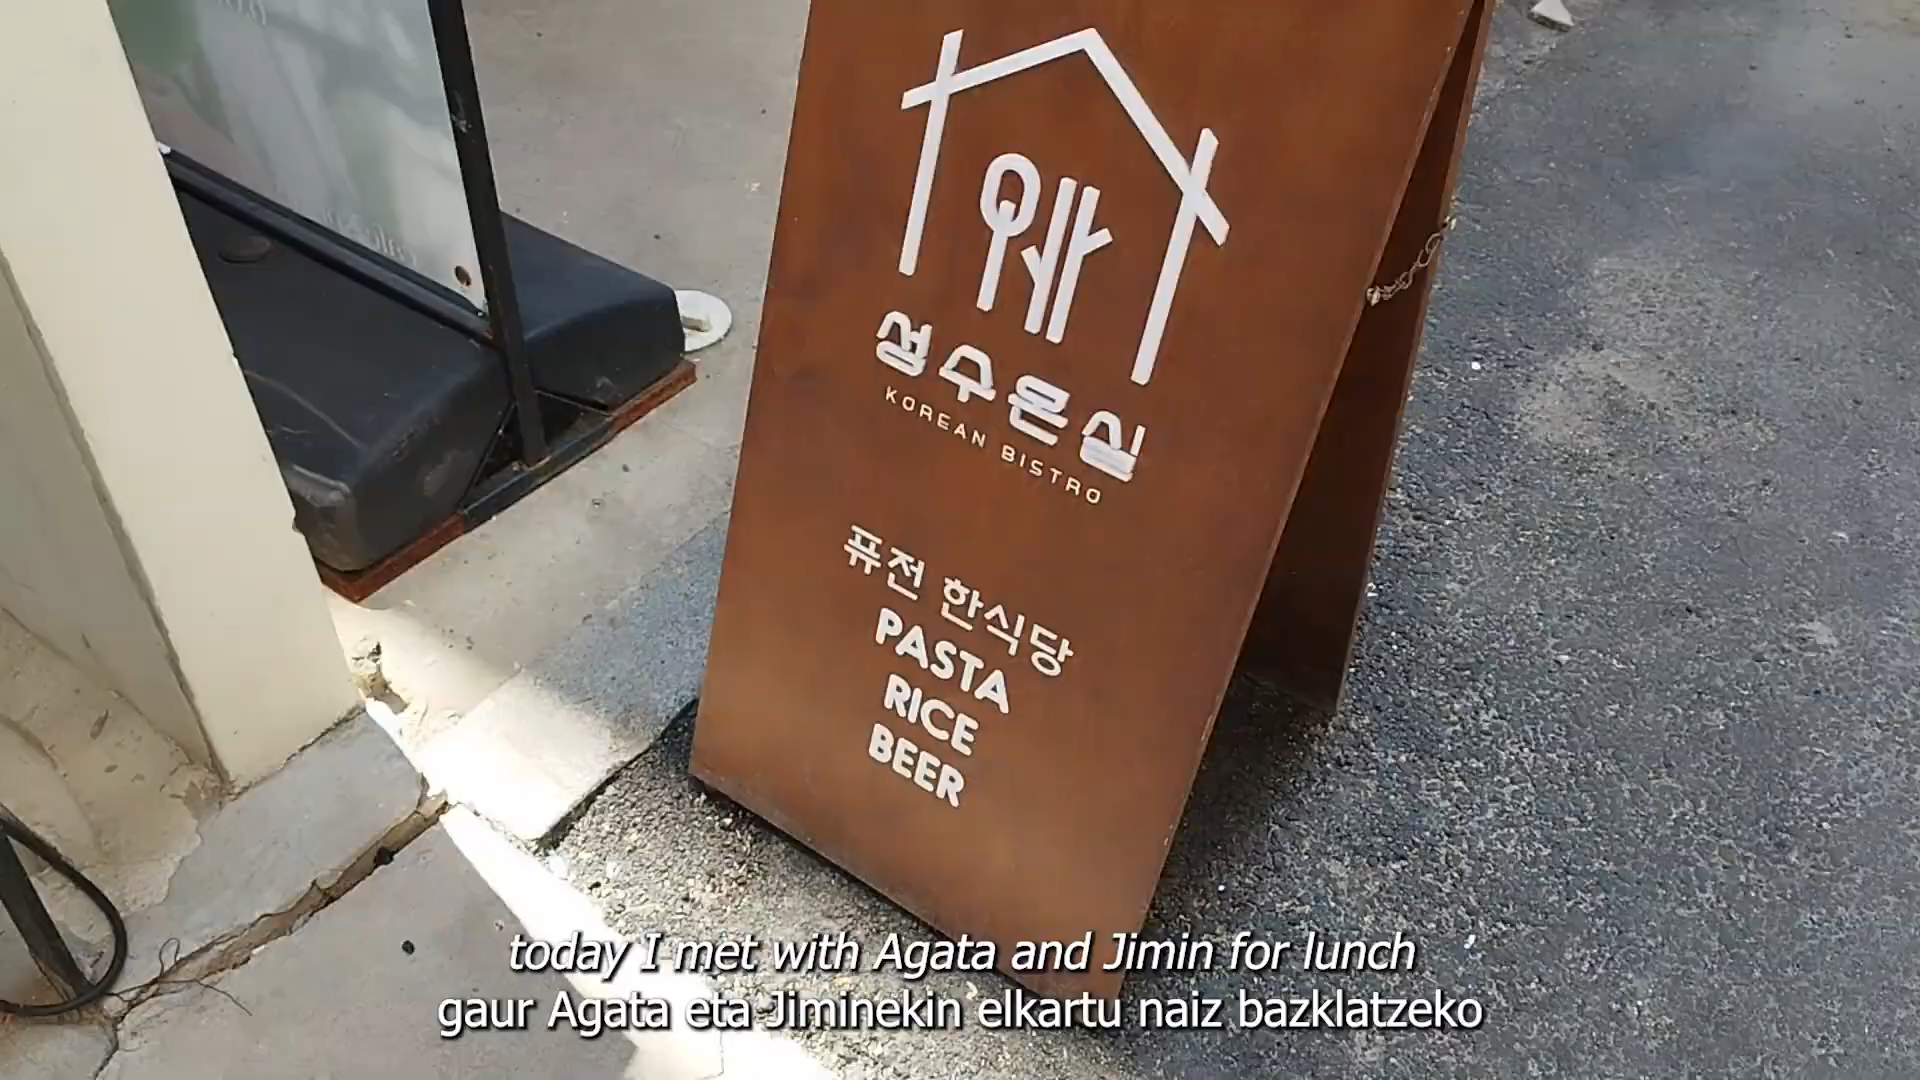 성수온실
KOREAN BISTRO
퓨전 한식당
PASTA
RICE
BEER
today I met with Agata and Jimin for lunch
gaur Agata eta Jiminekin elkartu naiz bazklatzeko